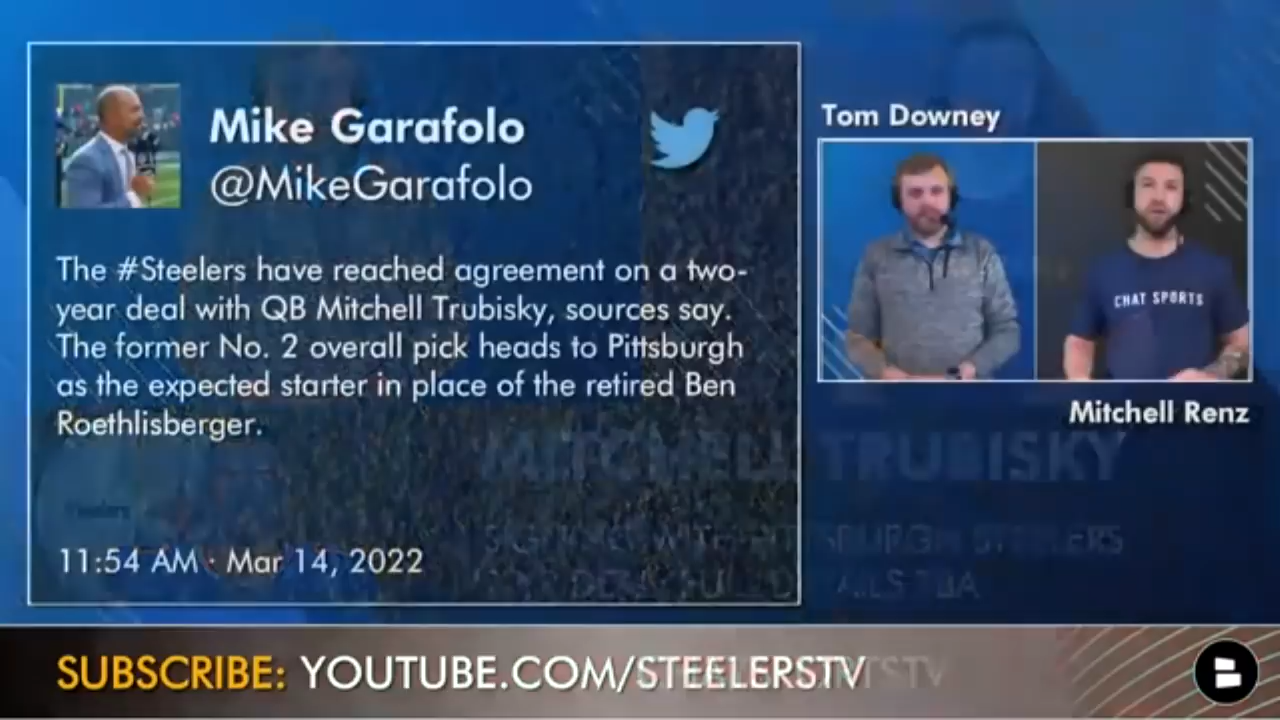 Mike Garafolo
@MikeGarafolo
The #Steelers have reached agreement on a two-
year deal with QB Mitchell Trubisky, sources say.
The former No. 2 overall pick heads to Pittsburgh
as the expected starter in place of the retired Ben
Roethlisberger.
11:54 AM · Mar 14, 2022
Tom Downey
CHAT SPORTS
Mitchell Renz
MITCHELL TRUBISKY
SUBSCRIBE: YOUTUBE.COM/STEELERSTV